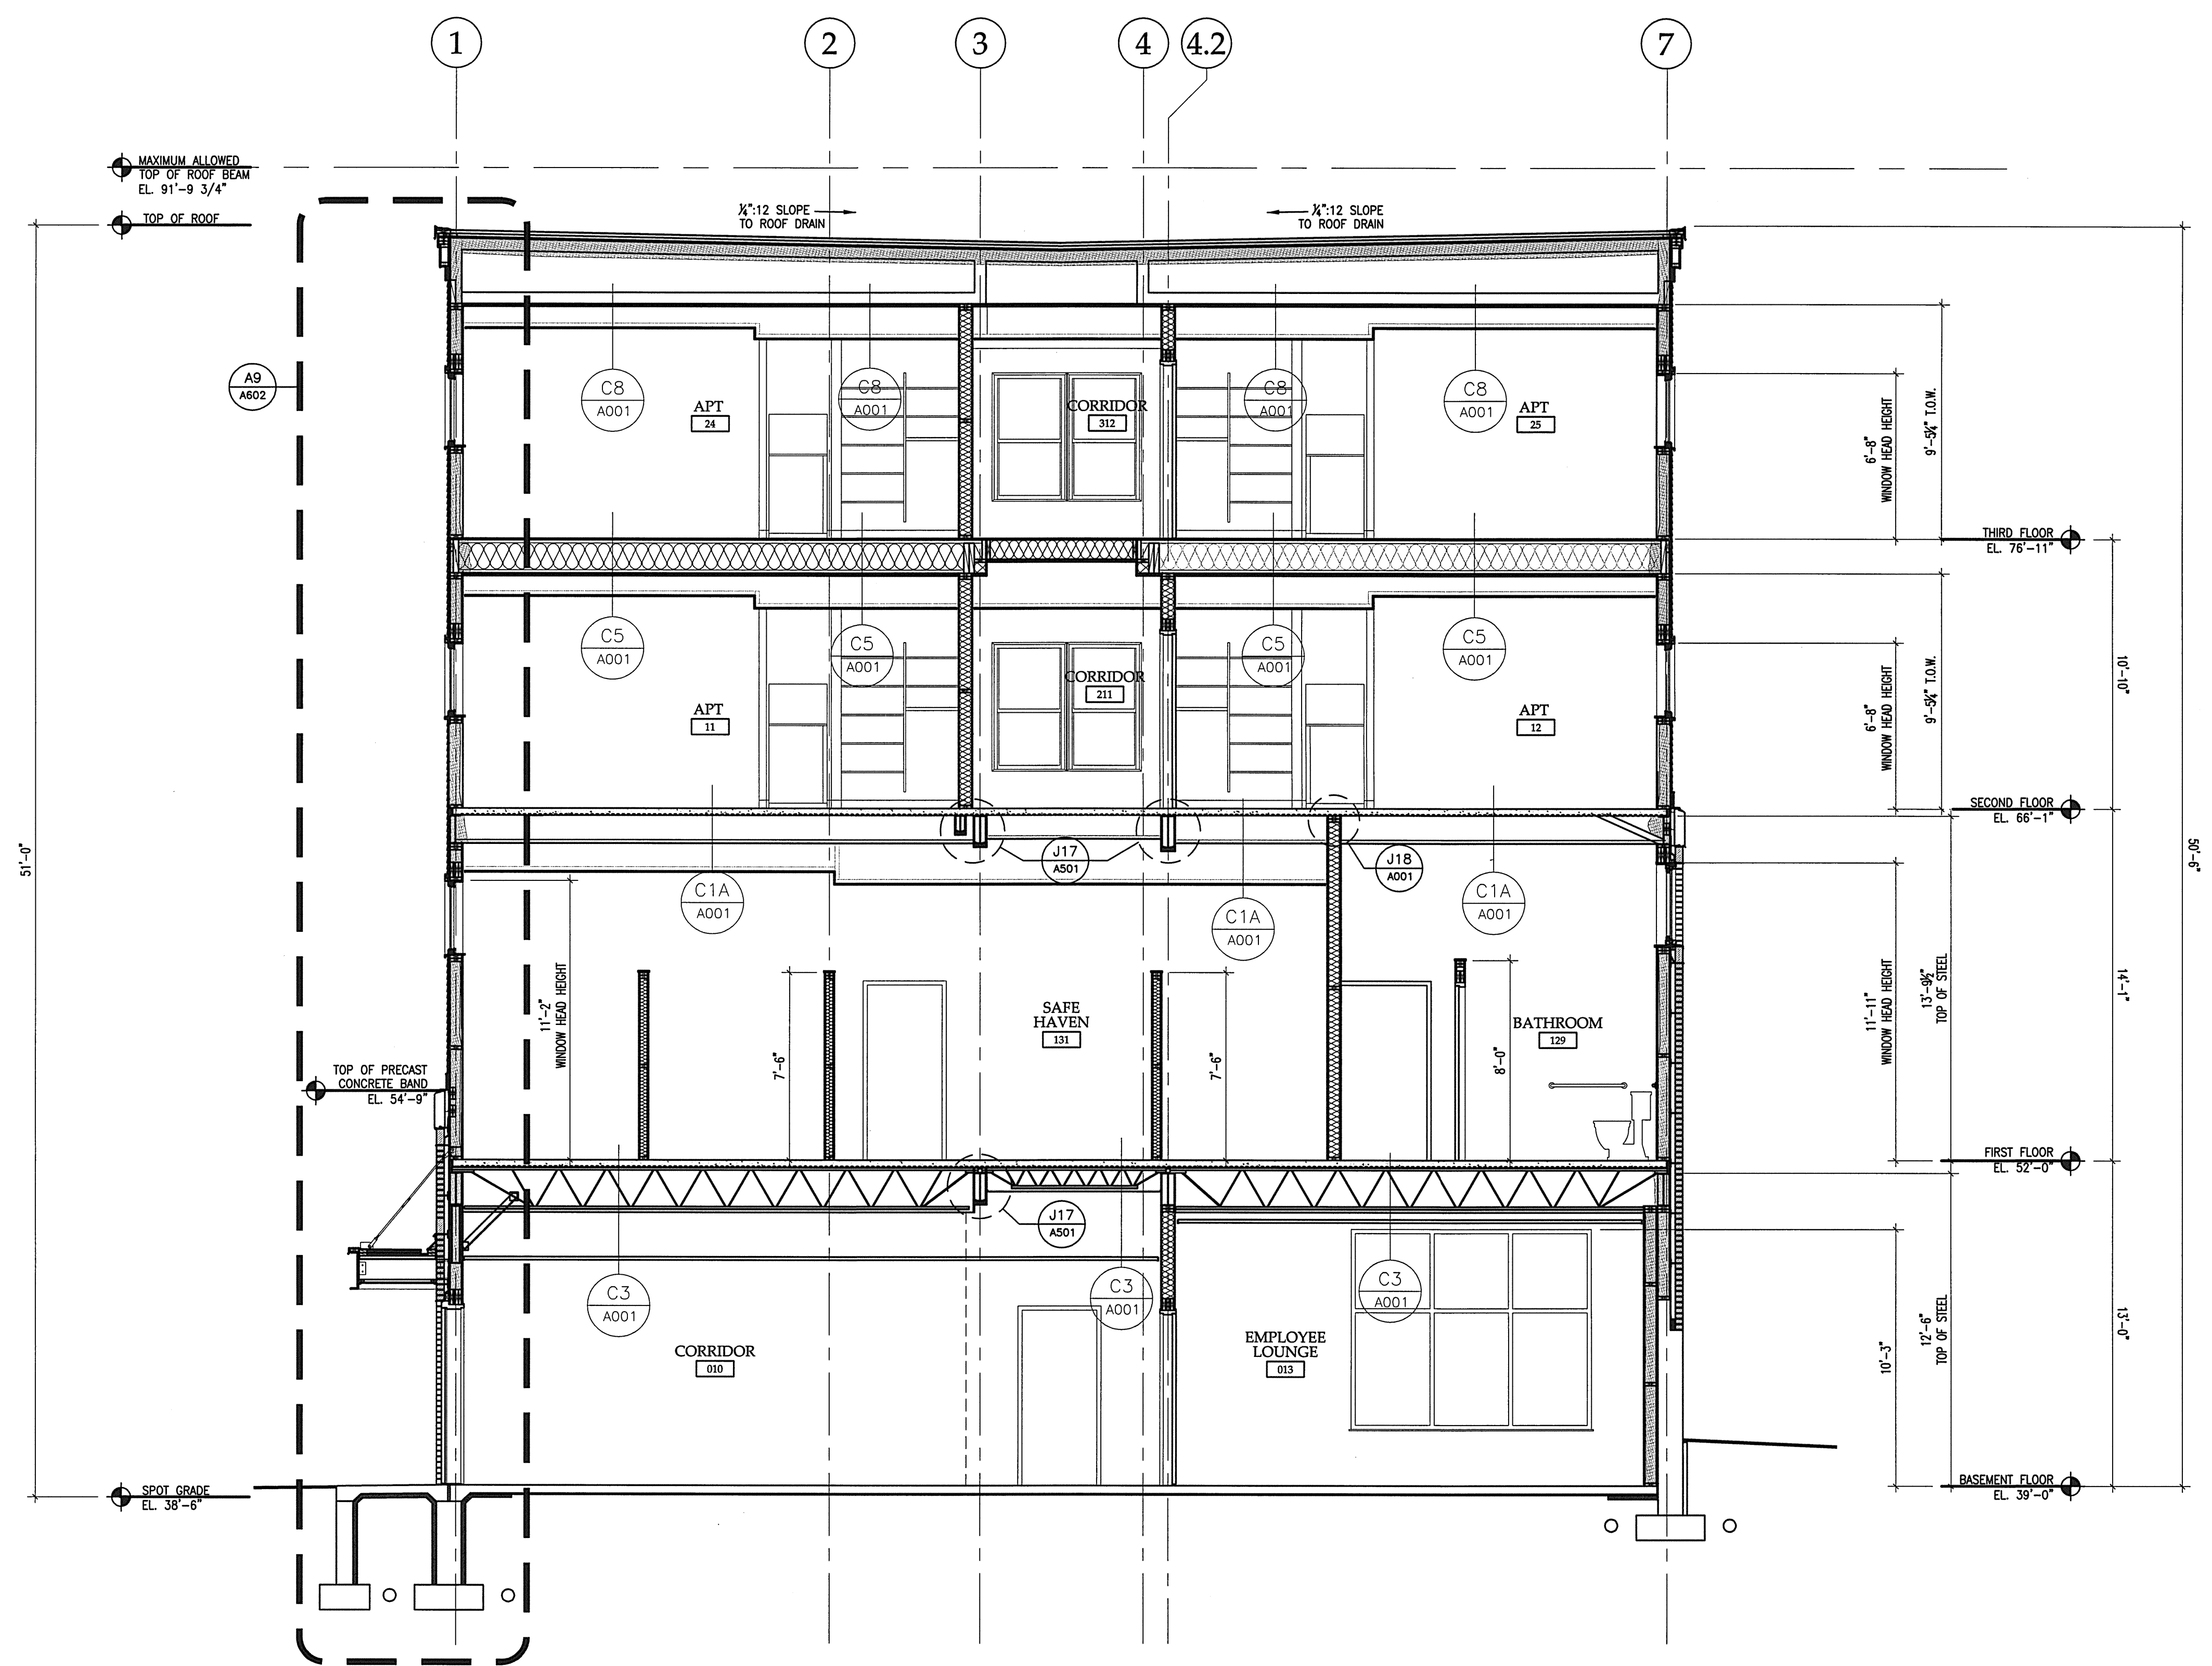 1
2
3
4
4.2
7
MAXIMUM ALLOWED
TOP OF ROOF BEAM
EL. 91'-9 3/4"
TOP OF ROOF
¼":12 SLOPE
TO ROOF DRAIN
¼":12 SLOPE
TO ROOF DRAIN
A9
A602
C8
A001
APT
24
C8
A001
CORRIDOR
312
C8
A001
C8
A001
APT
25
6'-8"
WINDOW HEAD HEIGHT
9'-5¼" T.O.W.
THIRD FLOOR
EL. 76'-11"
C5
A001
C5
A001
C5
A001
C5
A001
APT
11
CORRIDOR
211
APT
12
6'-8"
WINDOW HEAD HEIGHT
9'-5¼" T.O.W.
10'-10"
SECOND FLOOR
EL. 66'-1"
51'-0"
50'-6"
J17
A501
J18
A001
C1A
A001
C1A
A001
C1A
A001
11'-2"
WINDOW HEAD HEIGHT
7'-6"
SAFE
HAVEN
131
7'-6"
8'-0"
BATHROOM
129
11'-11"
WINDOW HEAD HEIGHT
13'-9½"
TOP OF STEEL
14'-1"
TOP OF PRECAST
CONCRETE BAND
EL. 54'-9"
FIRST FLOOR
EL. 52'-0"
J17
A501
C3
A001
C3
A001
C3
A001
CORRIDOR
010
EMPLOYEE
LOUNGE
013
10'-3"
12'-6"
TOP OF STEEL
13'-0"
SPOT GRADE
EL. 38'-6"
BASEMENT FLOOR
EL. 39'-0"